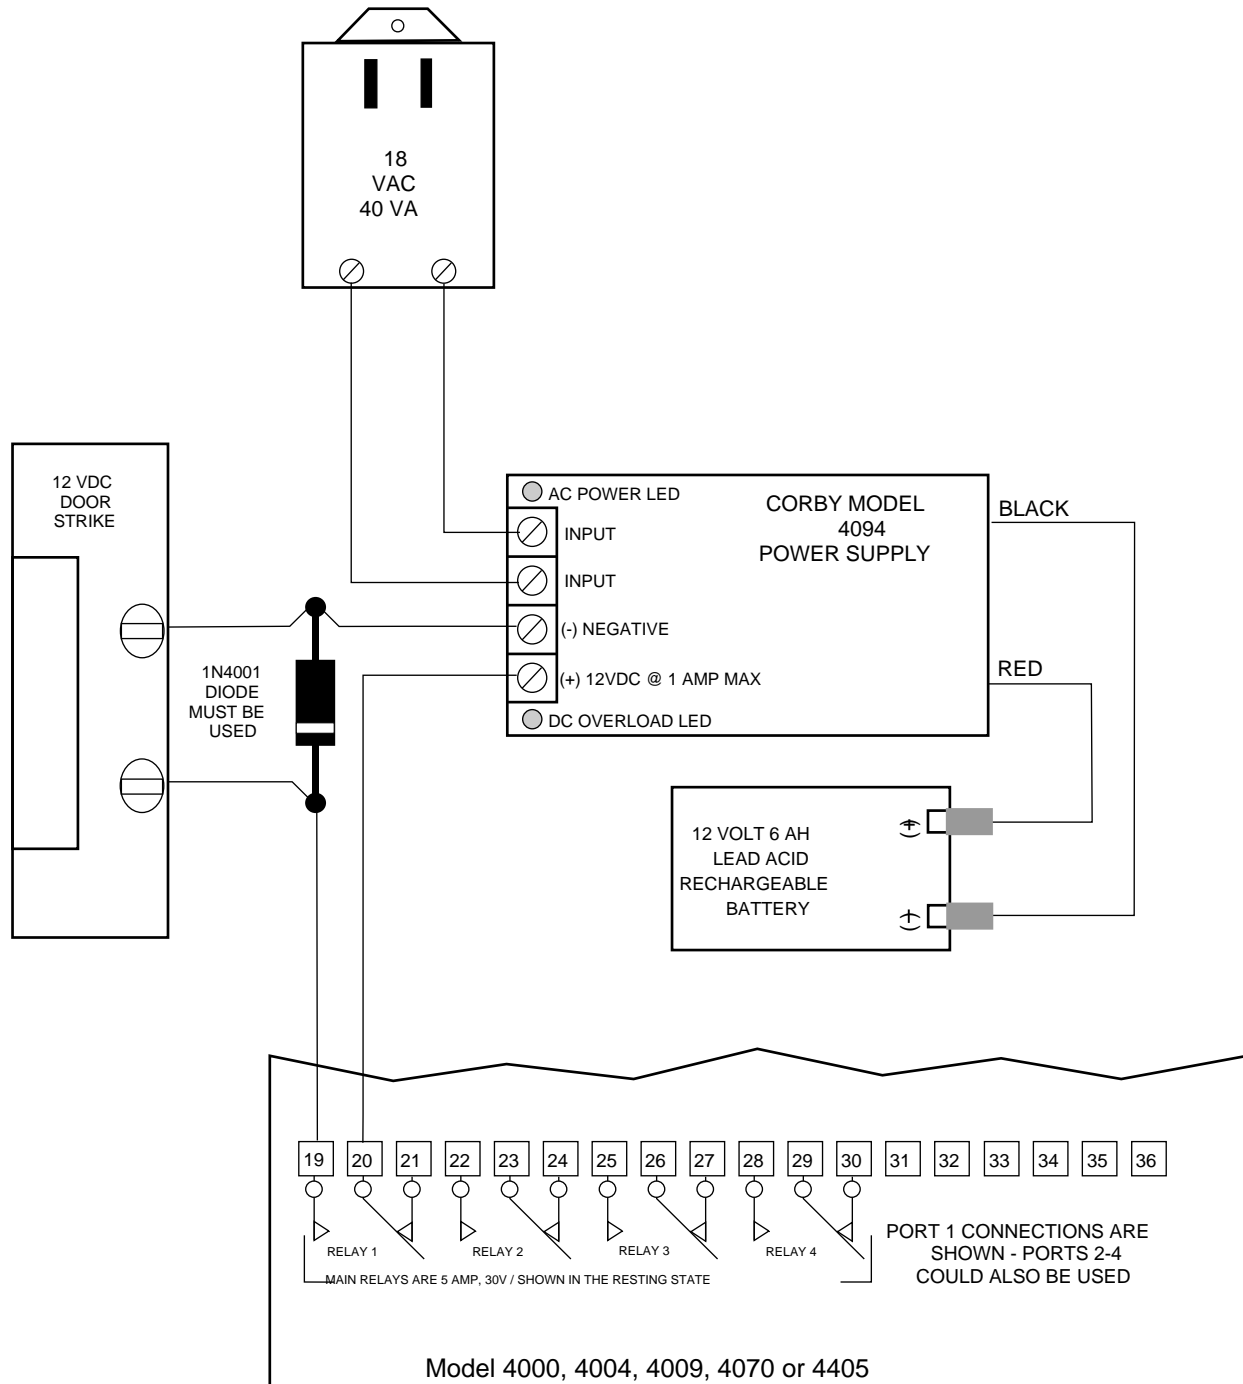 18
VAC
40 VA
12 VDC
DOOR
STRIKE
AC POWER LED
INPUT
INPUT
(-) NEGATIVE
(+) 12VDC @ 1 AMP MAX
DC OVERLOAD LED
CORBY MODEL
4094
POWER SUPPLY
BLACK
RED
1N4001
DIODE
MUST BE
USED
12 VOLT 6 AH
LEAD ACID
RECHARGEABLE
BATTERY
19 20 21 22 23 24 25 26 27 28 29 30 31 32 33 34 35 36
RELAY 1 RELAY 2 RELAY 3 RELAY 4
MAIN RELAYS ARE 5 AMP, 30V / SHOWN IN THE RESTING STATE
PORT 1 CONNECTIONS ARE
SHOWN - PORTS 2-4
COULD ALSO BE USED
Model 4000, 4004, 4009, 4070 or 4405